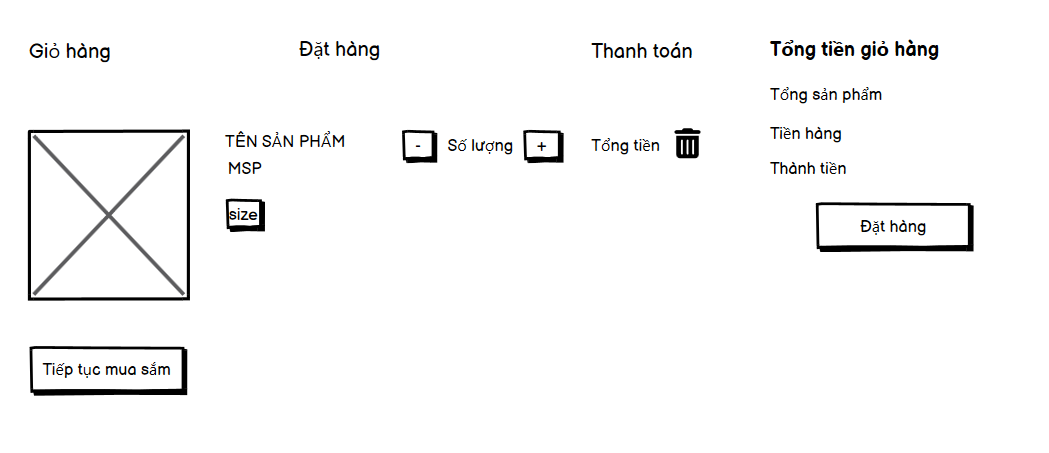 Giỏ hàng
Đặt hàng
Thanh toán
Tổng tiền giỏ hàng
Tổng sản phẩm
TÊN SẢN PHẨM
- Số lượng +
Tổng tiền
Tiền hàng
MSP
Thành tiền
size
Đặt hàng
Tiếp tục mua sắm